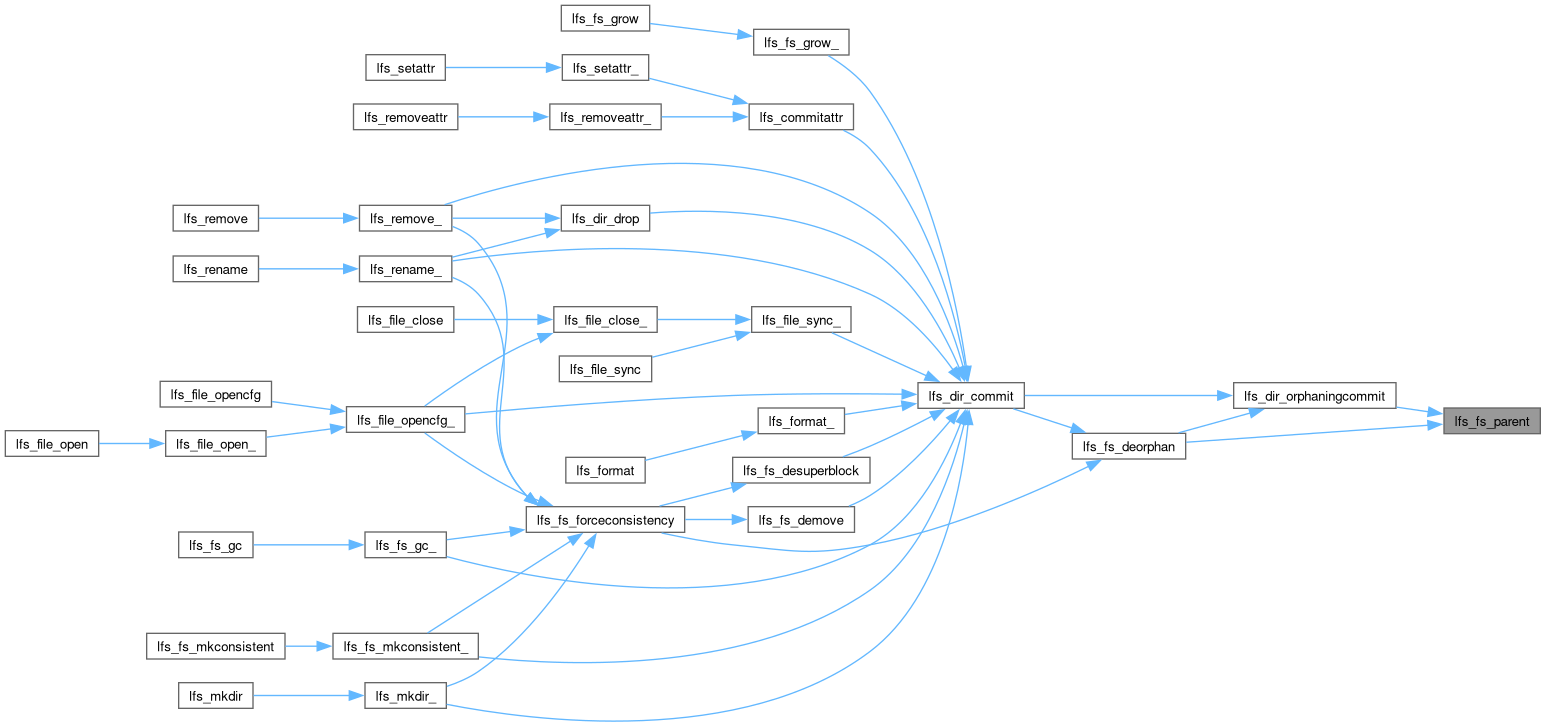 lfs_fs_grow
lfs_fs_grow_
lfs_setattr
lfs_setattr_
lfs_removeattr
lfs_removeattr_
lfs_commitattr
lfs_remove
lfs_remove_
lfs_dir_drop
lfs_rename
lfs_rename_
lfs_file_close
lfs_file_close_
lfs_file_sync_
lfs_file_sync
lfs_file_opencfg
lfs_dir_commit
lfs_dir_orphaningcommit
lfs_file_opencfg_
lfs_format_
lfs_fs_parent
lfs_file_open
lfs_file_open_
lfs_fs_deorphan
lfs_format
lfs_fs_desuperblock
lfs_fs_forceconsistency
lfs_fs_demove
lfs_fs_gc
lfs_fs_gc_
lfs_fs_mkconsistent
lfs_fs_mkconsistent_
lfs_mkdir
lfs_mkdir_